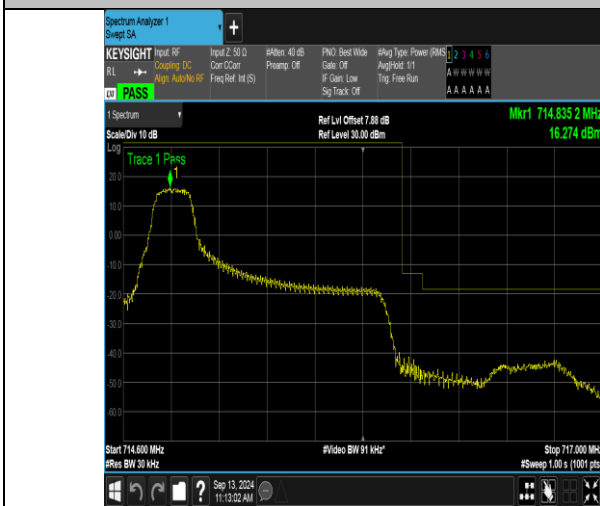 Spectrum Analyzer 1
Swept SA
+
KEYSIGHT Input: RF Input Z: 50 Ω #Atten: 40 dB PNO: Best Wide #Avg Type: Power (RMS 1 2 3 4 5 6
RL Coupling: DC Corr CCorr Preamp: Off Gate: Off Avg|Hold: 1/1 A W W W W W
Align: Auto/No RF Freq Ref: Int (S) IF Gain: Low Trig: Free Run
LXI PASS Sig Track: Off A A A A A A
1 Spectrum Ref Lvl Offset 7.88 dB Mkr1 714.835 2 MHz
Scale/Div 10 dB Ref Level 30.00 dBm 16.274 dBm
Log
Trace 1 Pass
1
20.0
10.0
0.00
-10.0
-20.0
-30.0
-40.0
-50.0
-60.0
Start 714.600 MHz #Video BW 91 kHz* Stop 717.000 MHz
#Res BW 30 kHz #Sweep 1.00 s (1001 pts
? Sep 13, 2024
11:13:02 AM